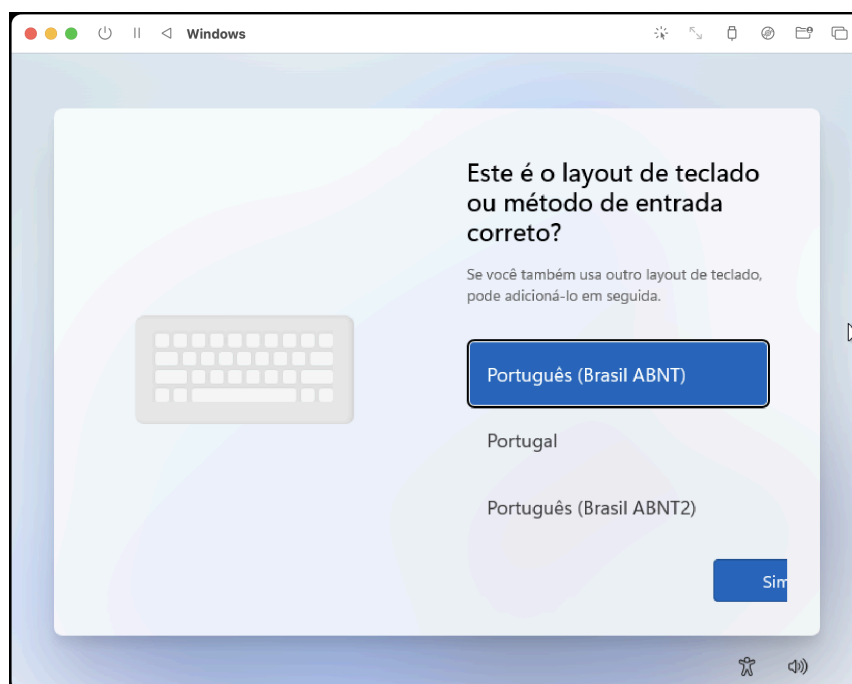 Windows
Este é o layout de teclado
ou método de entrada
correto?
Se você também usa outro layout de teclado,
pode adicioná-lo em seguida.
Português (Brasil ABNT)
Portugal
Português (Brasil ABNT2)
Sim